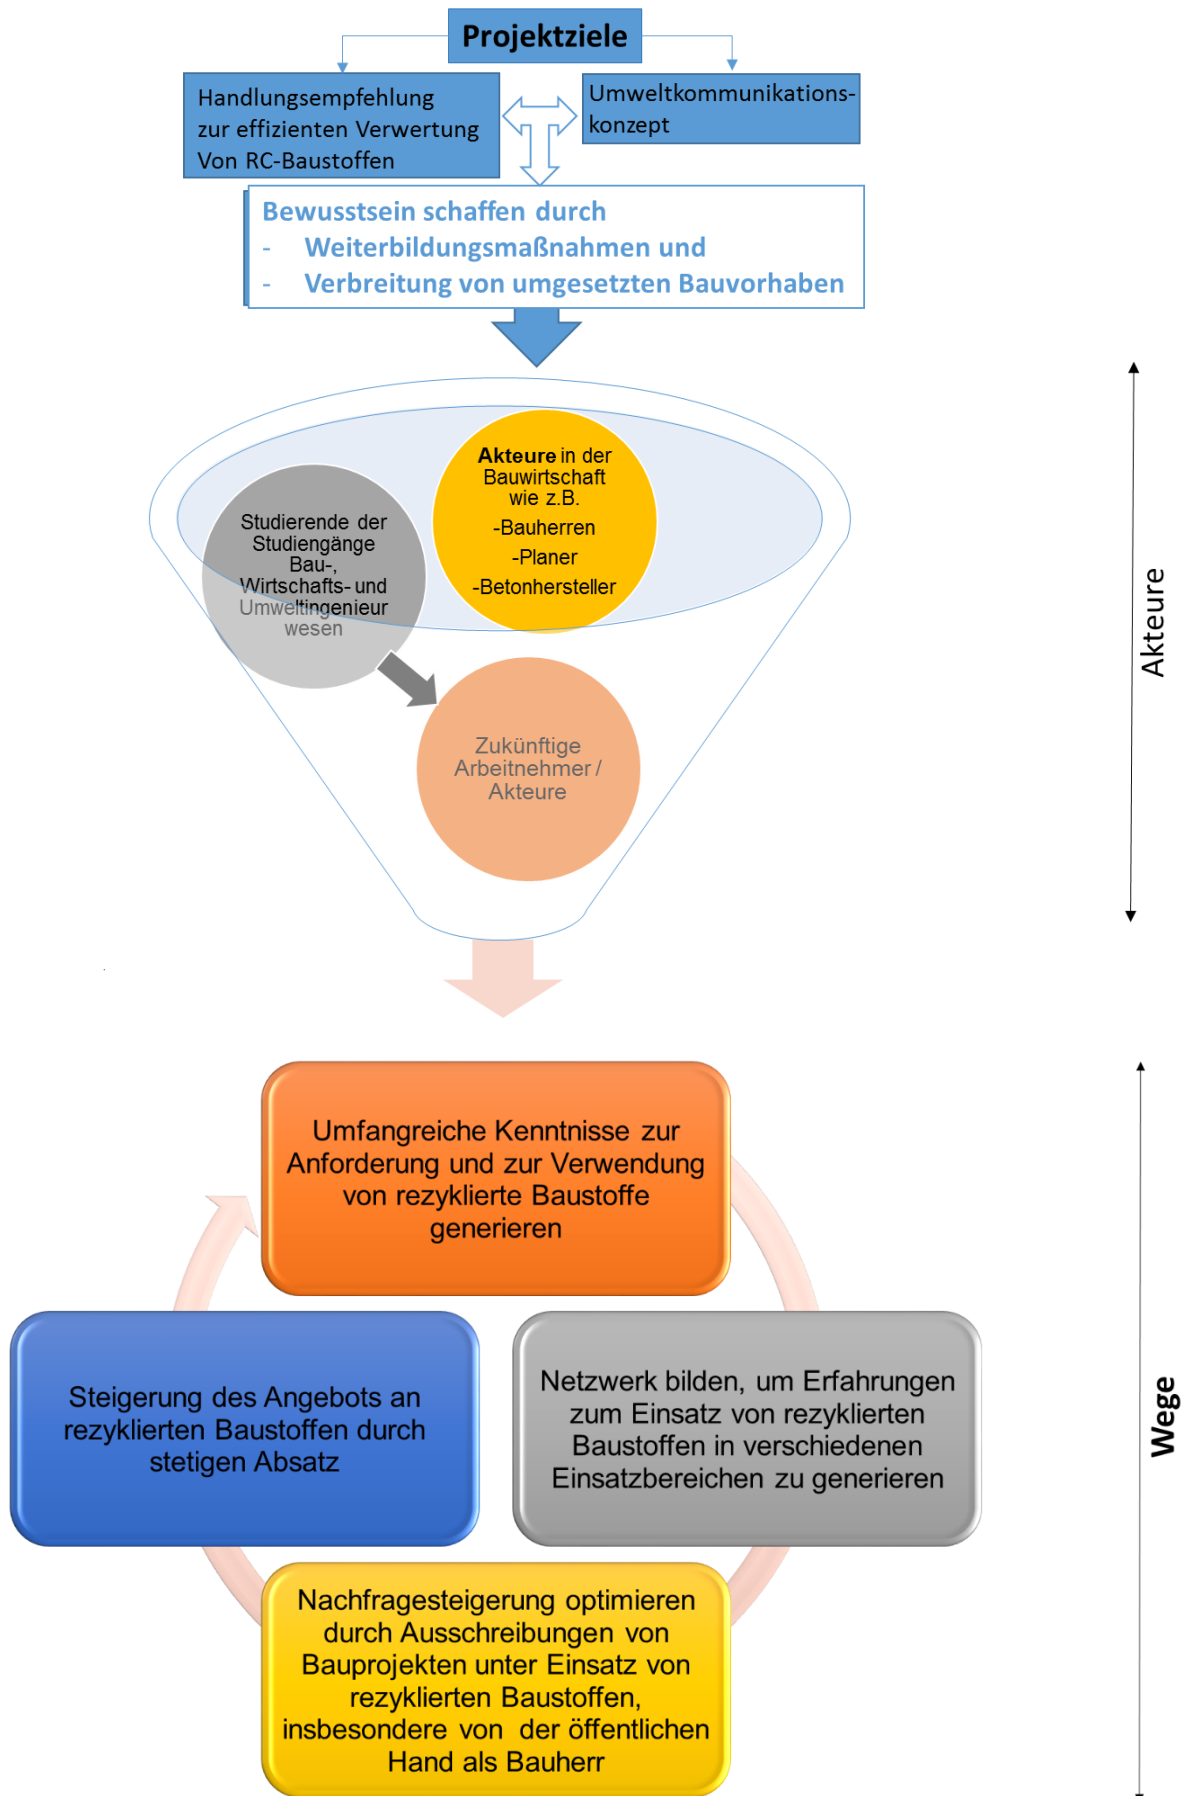 Projektziele
Handlungsempfehlung
zur effizienten Verwertung
Von RC-Baustoffen
Umweltkommunikations-
konzept
Bewusstsein schaffen durch
- Weiterbildungsmaßnahmen und
- Verbreitung von umgesetzten Bauvorhaben
Akteure in der
Bauwirtschaft
wie z.B.
-Bauherren
-Planer
-Betonhersteller
Studierende der
Studiengänge
Bau-,
Wirtschafts- und
Umweltingenieur
wesen
Zukünftige
Arbeitnehmer /
Akteure
Akteure
Umfangreiche Kenntnisse zur
Anforderung und zur Verwendung
von rezyklierte Baustoffe
generieren
Steigerung des Angebots an
rezyklierten Baustoffen durch
stetigen Absatz
Netzwerk bilden, um Erfahrungen
zum Einsatz von rezyklierten
Baustoffen in verschiedenen
Einsatzbereichen zu generieren
Nachfragesteigerung optimieren
durch Ausschreibungen von
Bauprojekten unter Einsatz von
rezyklierten Baustoffen,
insbesondere von der öffentlichen
Hand als Bauherr
Wege